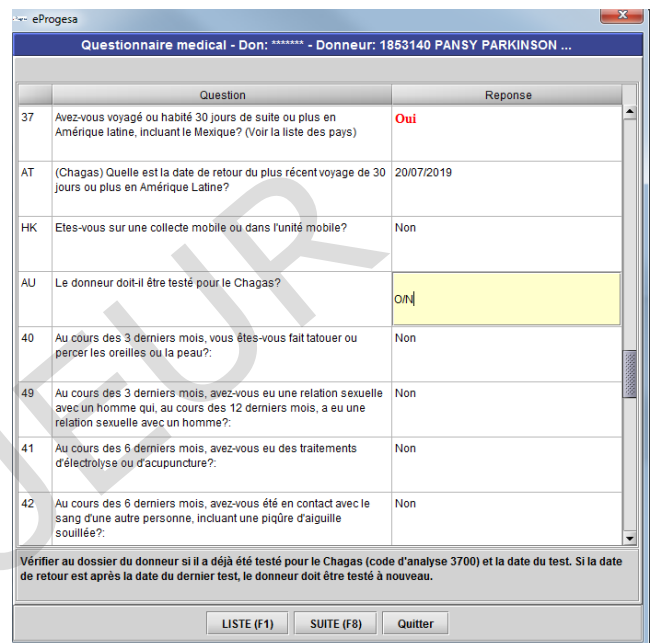 eProgesa
Questionnaire medical - Don: ******* - Donneur: 1853140 PANSY PARKINSON ...
Question Reponse
37 Avez-vous voyagé ou habité 30 jours de suite ou plus en Oui
Amérique latine, incluant le Mexique? (Voir la liste des pays)
AT (Chagas) Quelle est la date de retour du plus récent voyage de 30 20/07/2019
jours ou plus en Amérique Latine?
HK Etes-vous sur une collecte mobile ou dans l'unité mobile? Non
AU Le donneur doit-il être testé pour le Chagas?
O/N
40 Au cours des 3 derniers mois, vous êtes-vous fait tatouer ou Non
percer les oreilles ou la peau?:
49 Au cours des 3 derniers mois, avez-vous eu une relation sexuelle Non
avec un homme qui, au cours des 12 derniers mois, a eu une
relation sexuelle avec un homme?:
41 Au cours des 6 derniers mois, avez-vous eu des traitements Non
d'électrolyse ou d'acupuncture?:
42 Au cours des 6 derniers mois, avez-vous été en contact avec le Non
sang d'une autre personne, incluant une piqûre d'aiguille
souillée?:
Vérifier au dossier du donneur si il a déjà été testé pour le Chagas (code d'analyse 3700) et la date du test. Si la date
de retour est après la date du dernier test, le donneur doit être testé à nouveau.
LISTE (F1) SUITE (F8) Quitter
UEUR